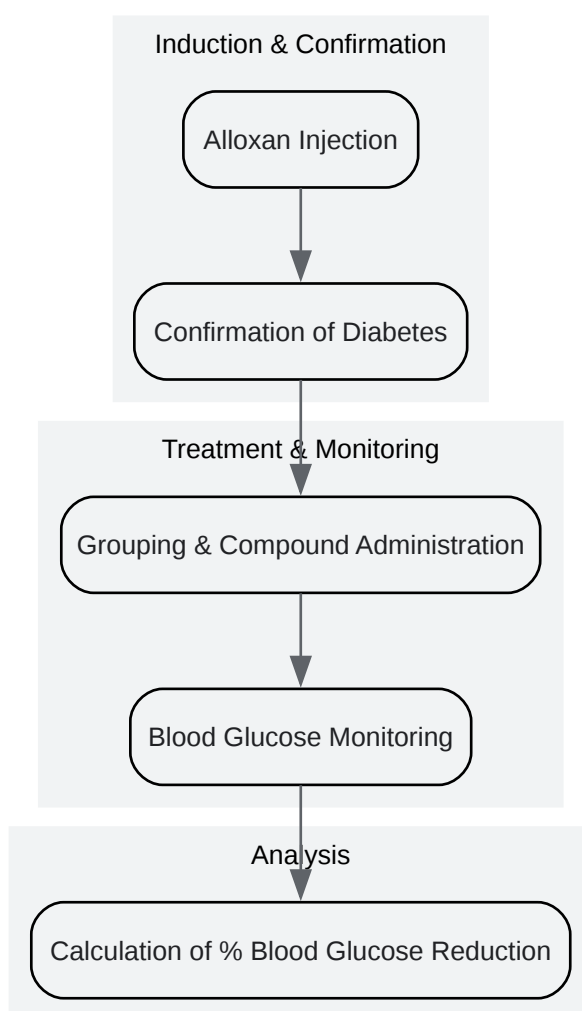 Induction & Confirmation
Alloxan Injection
Confirmation of Diabetes
Treatment & Monitoring
Grouping & Compound Administration
Blood Glucose Monitoring
Analysis
Calculation of % Blood Glucose Reduction